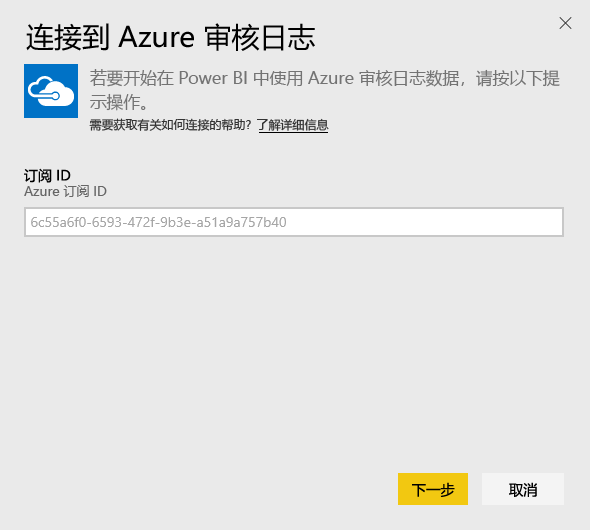 连接到 Azure 审核日志
若要开始在 Power BI 中使用 Azure 审核日志数据，请按以下提
示操作。
需要获取有关如何连接的帮助？了解详细信息
订阅 ID
Azure 订阅 ID
6c55a6f0-6593-472f-9b3e-a51a9a757b40
下一步
取消